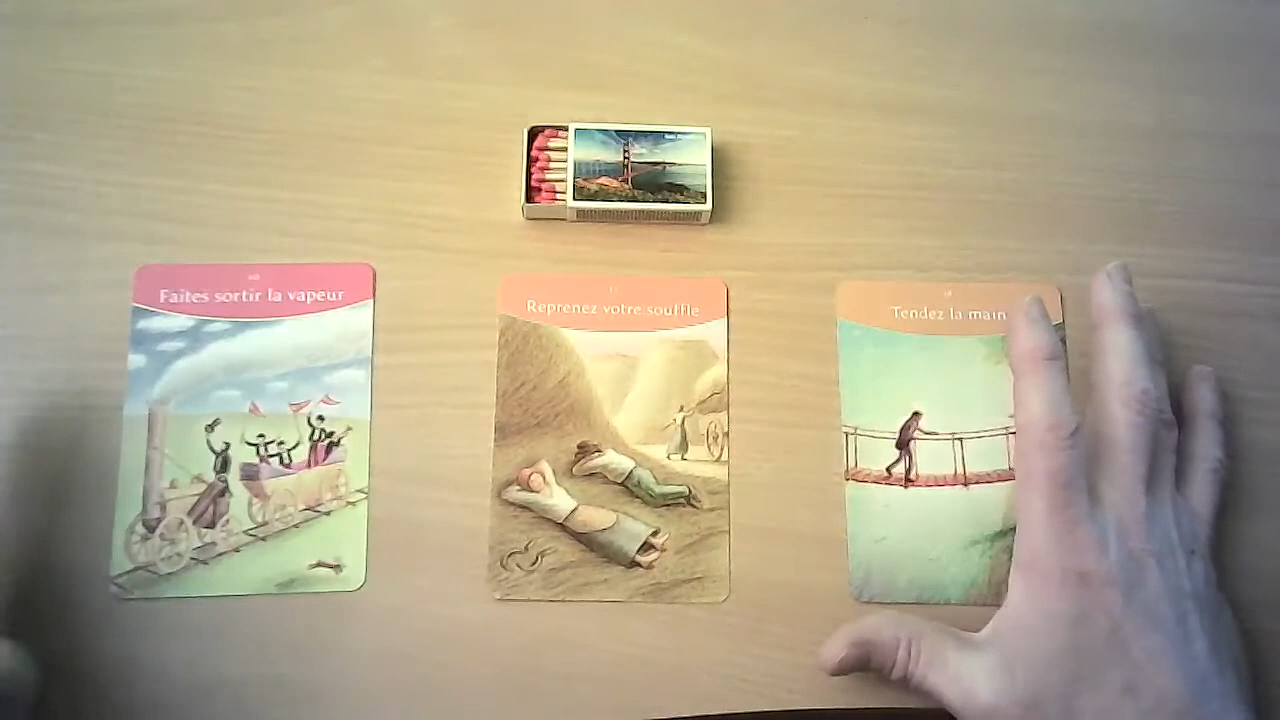 Faites sortir la vapeur
Reprenez votre souffle
Tendez la main